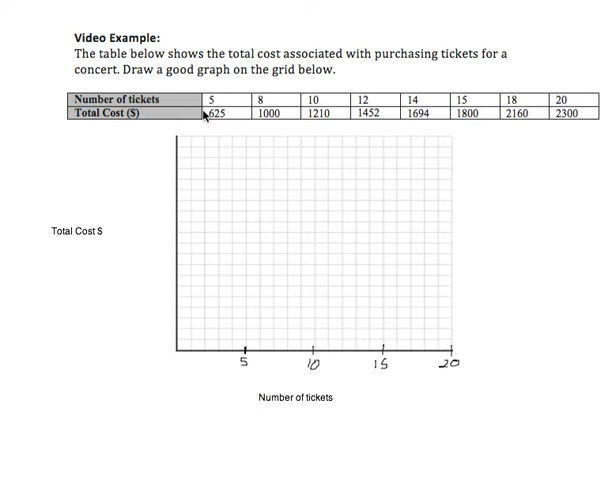 Video Example:
The table below shows the total cost associated with purchasing tickets for a
concert. Draw a good graph on the grid below.
Number of tickets 5 8 10 12 14 15 18 20
Total Cost ($) 625 1000 1210 1452 1694 1800 2160 2300
Total Cost $
5 10 15 20
Number of tickets